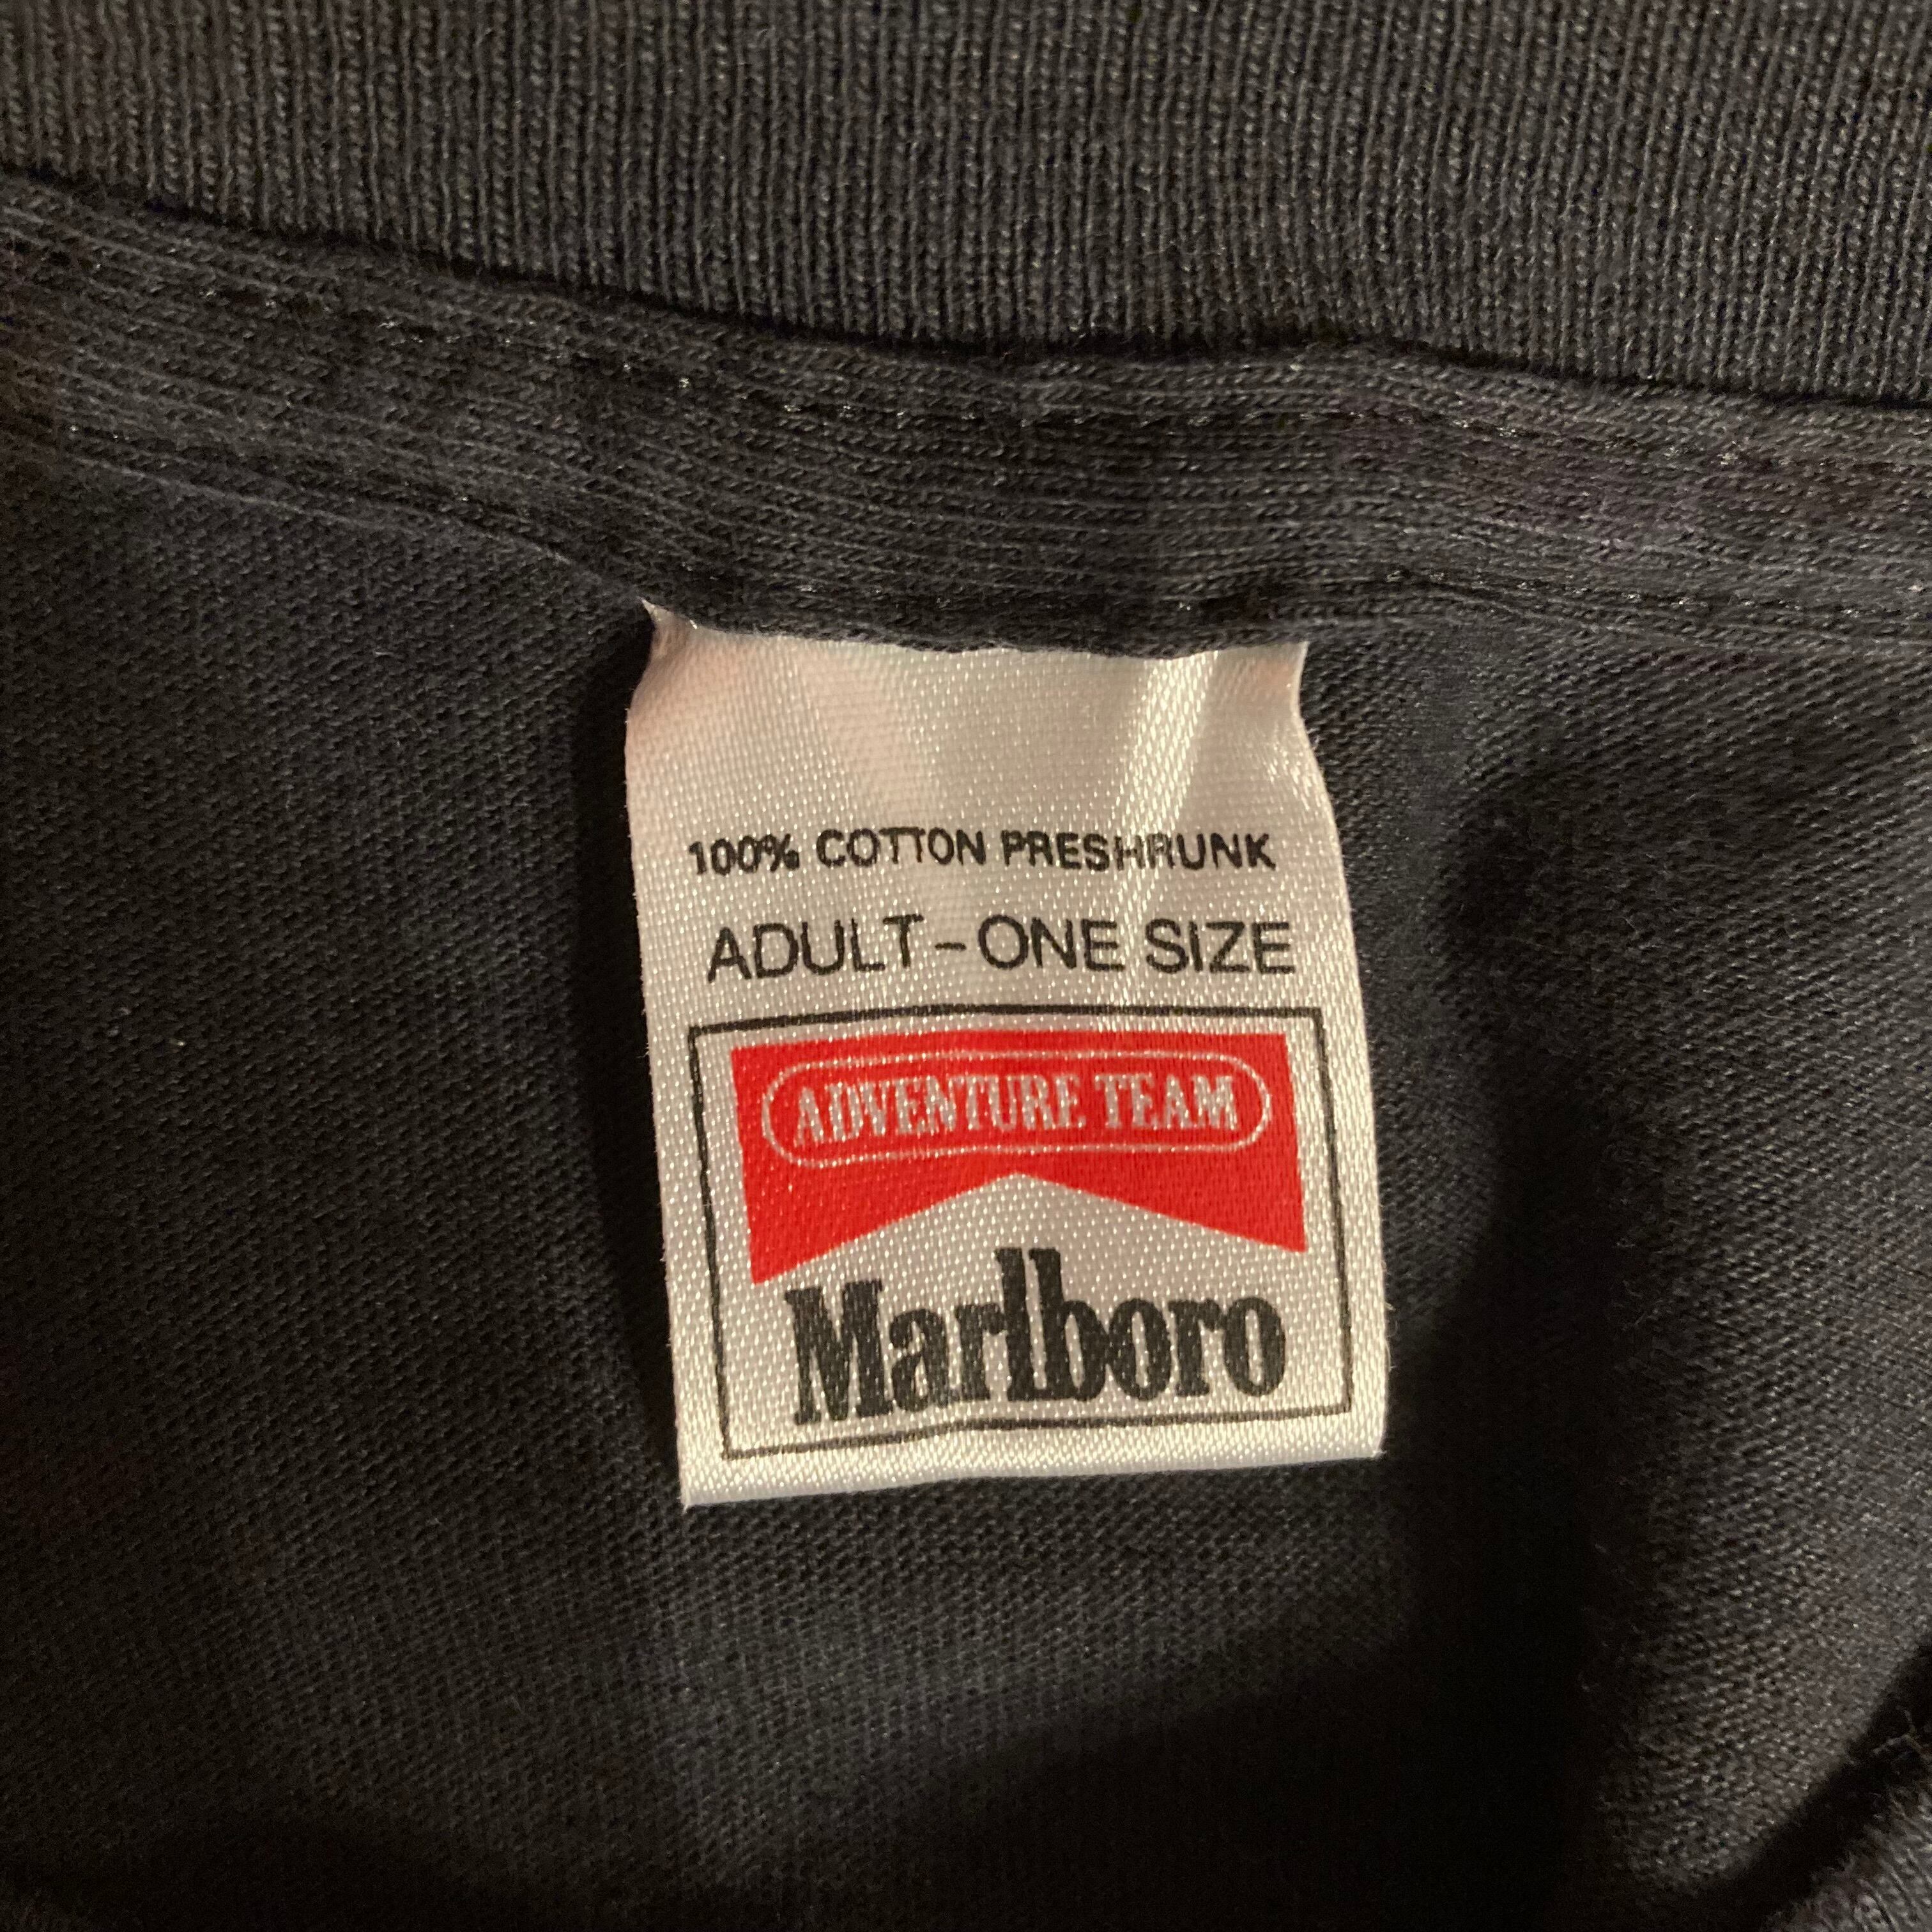 100% COTTON PRESHRUNK
ADULT - ONE SIZE
ADVENTURE TEAM
Marlboro